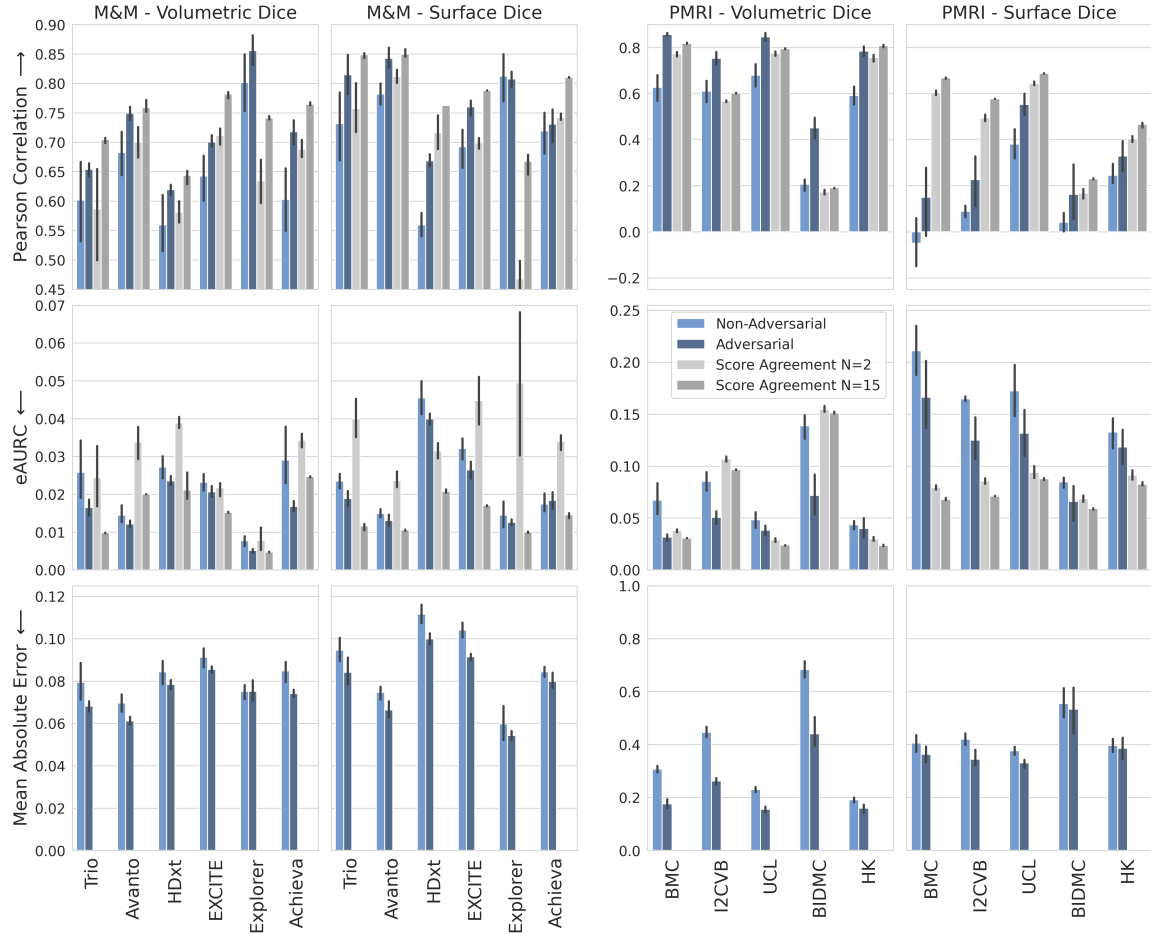 M&M - Volumetric Dice
M&M - Surface Dice
PMRI - Volumetric Dice
PMRI - Surface Dice
Pearson Correlation ⟶
0.90
0.85
0.80
0.75
0.70
0.65
0.60
0.55
0.50
0.45
0.8
0.6
0.4
0.2
0.0
−0.2
eAURC ⟵
0.07
0.06
0.05
0.04
0.03
0.02
0.01
0.00
0.25
0.20
0.15
0.10
0.05
0.00
Non-Adversarial
Adversarial
Score Agreement N=2
Score Agreement N=15
Mean Absolute Error ⟵
0.12
0.10
0.08
0.06
0.04
0.02
0.00
1.0
0.8
0.6
0.4
0.2
0.0
Trio
Avanto
HDxt
EXCITE
Explorer
Achieva
Trio
Avanto
HDxt
EXCITE
Explorer
Achieva
BMC
I2CVB
UCL
BIDMC
HK
BMC
I2CVB
UCL
BIDMC
HK